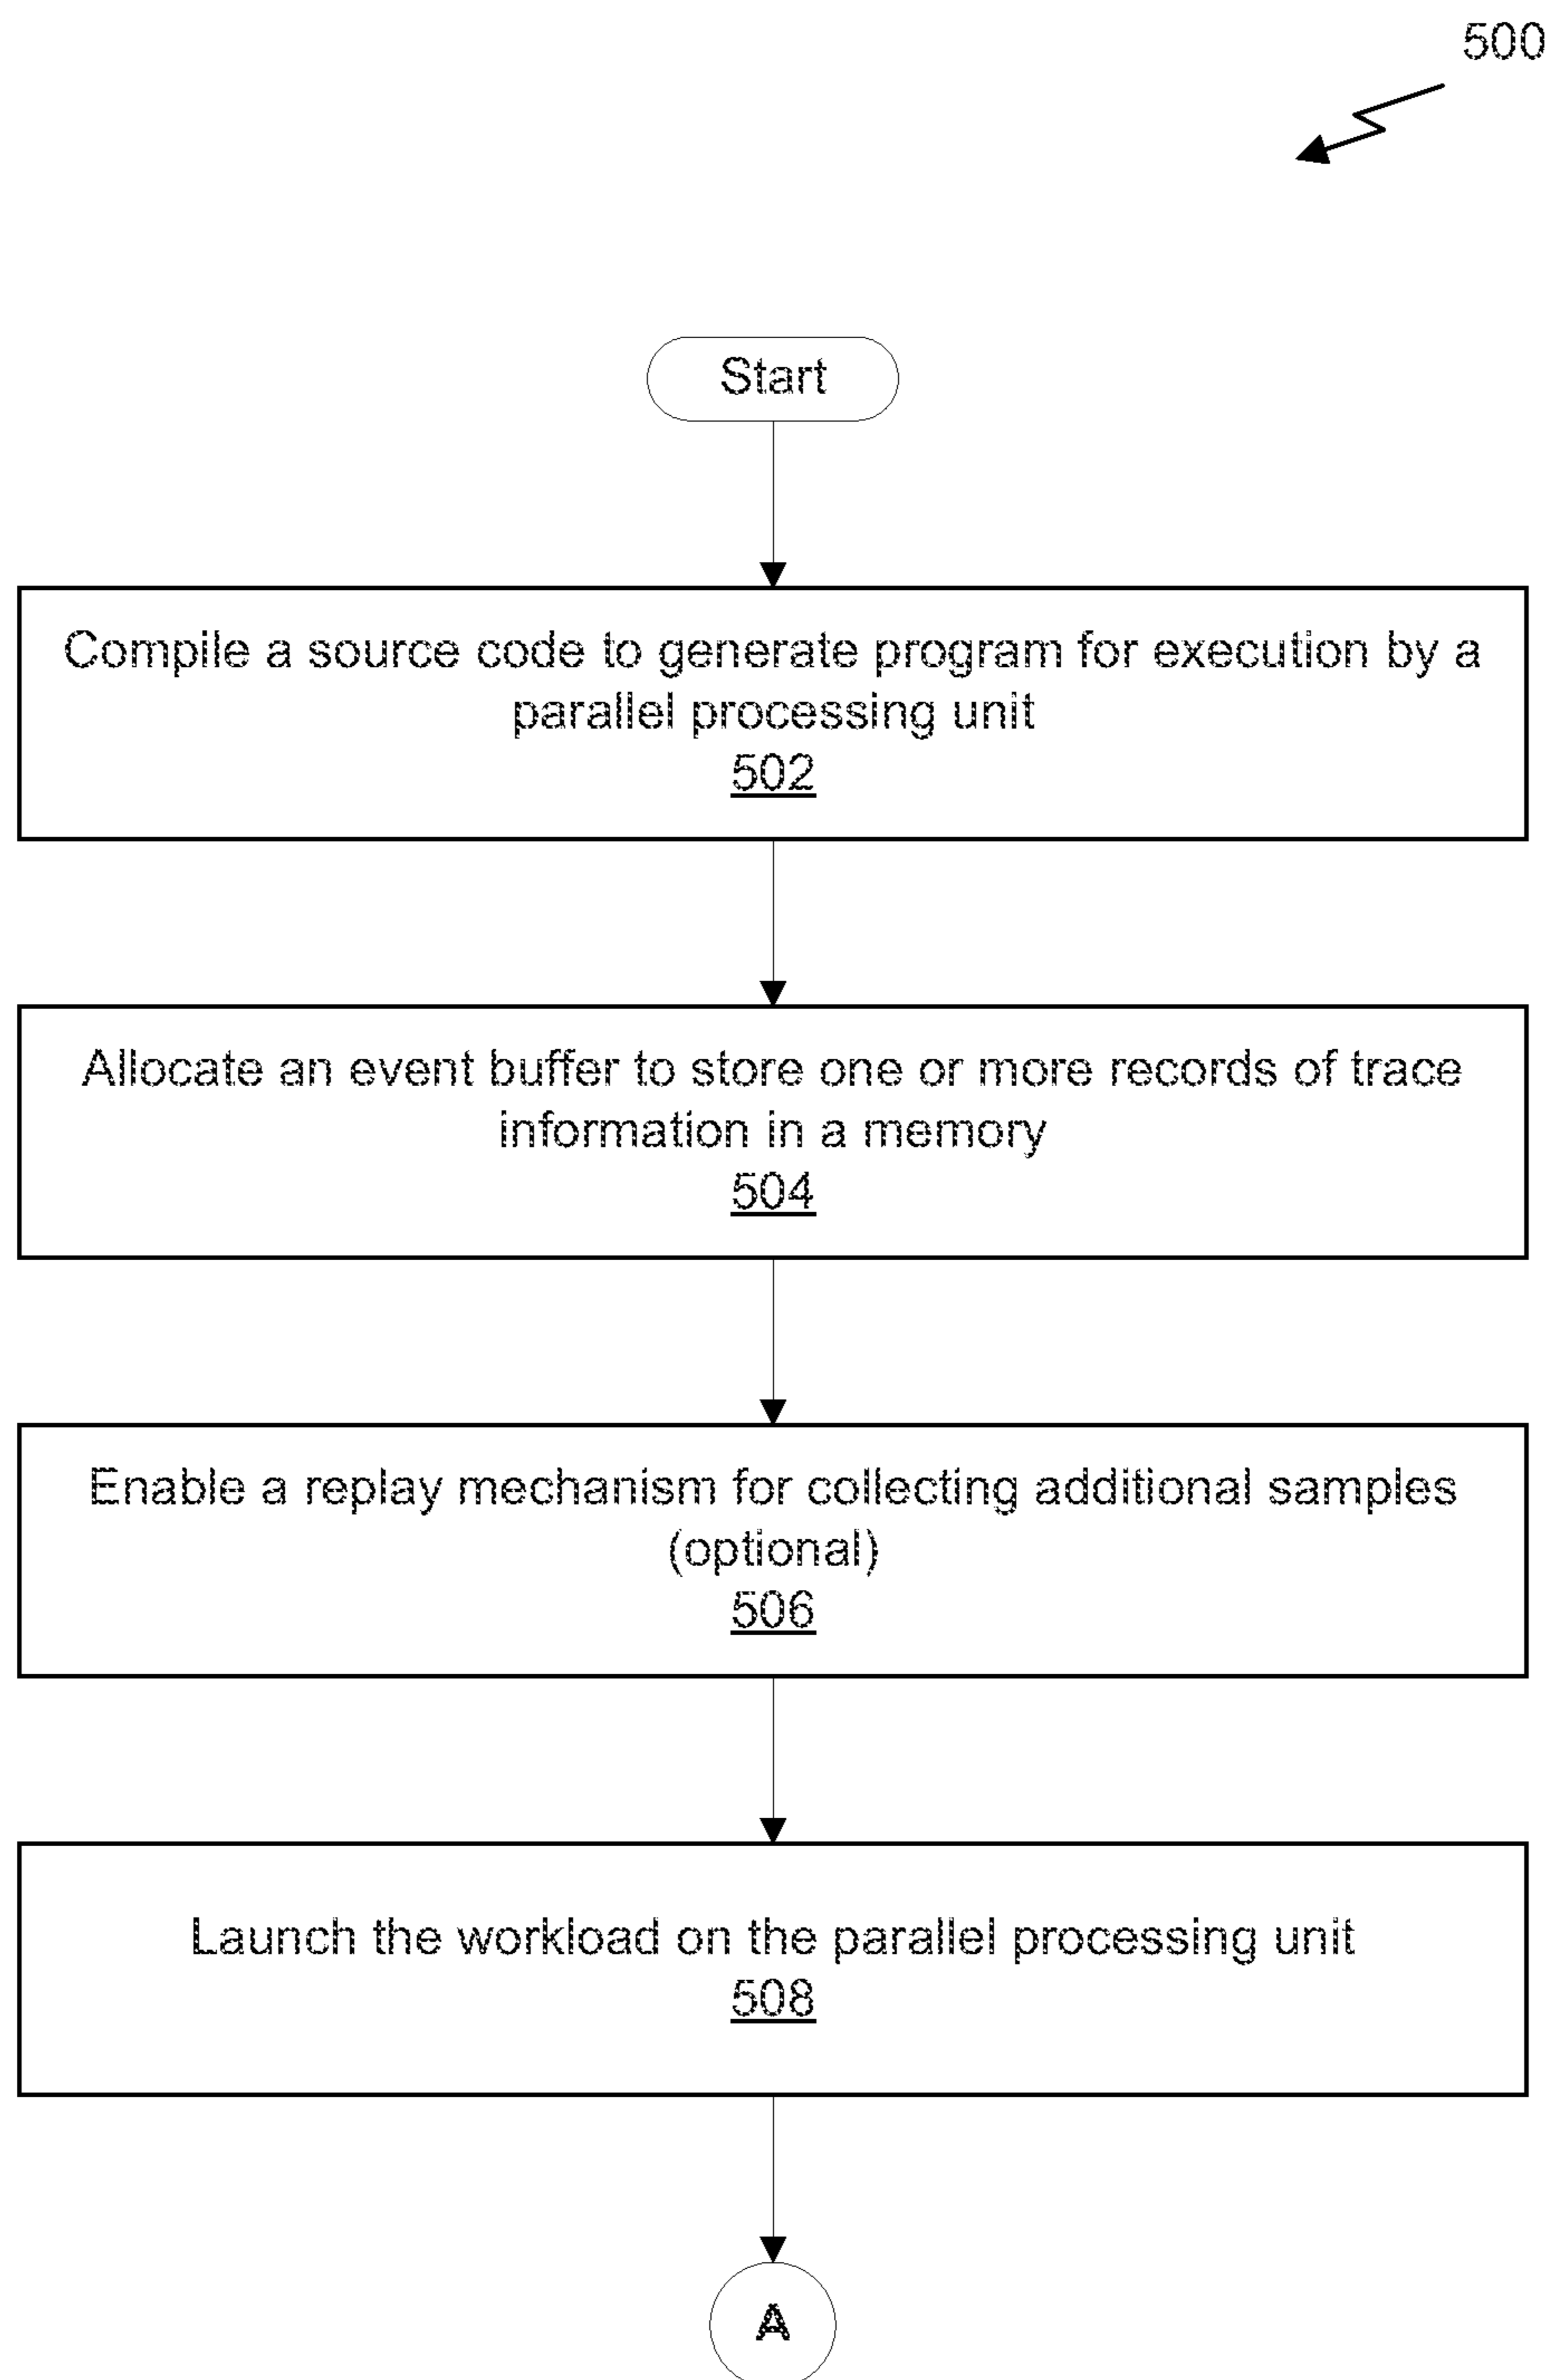 500
Start
Compile a source code to generate program for execution by a
parallel processing unit
502
Allocate an event buffer to store one or more records of trace
information in a memory
504
Enable a replay mechanism for collecting additional samples
(optional)
506
Launch the workload on the parallel processing unit
508
A